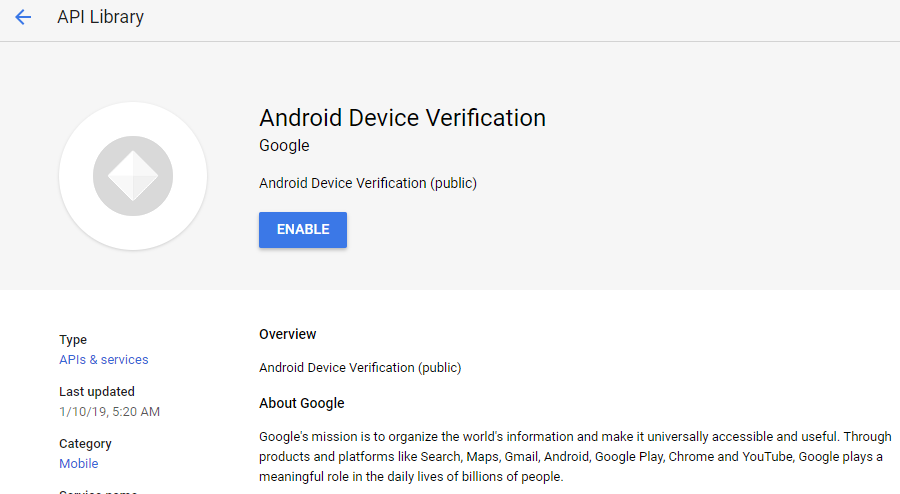 API Library
Android Device Verification
Google
Android Device Verification (public)
ENABLE
Type
APIs & services
Last updated
1/10/19, 5:20 AM
Category
Mobile
Service name
Overview
Android Device Verification (public)
About Google
Google's mission is to organize the world's information and make it universally accessible and useful. Through
products and platforms like Search, Maps, Gmail, Android, Google Play, Chrome and YouTube, Google plays a
meaningful role in the daily lives of billions of people.